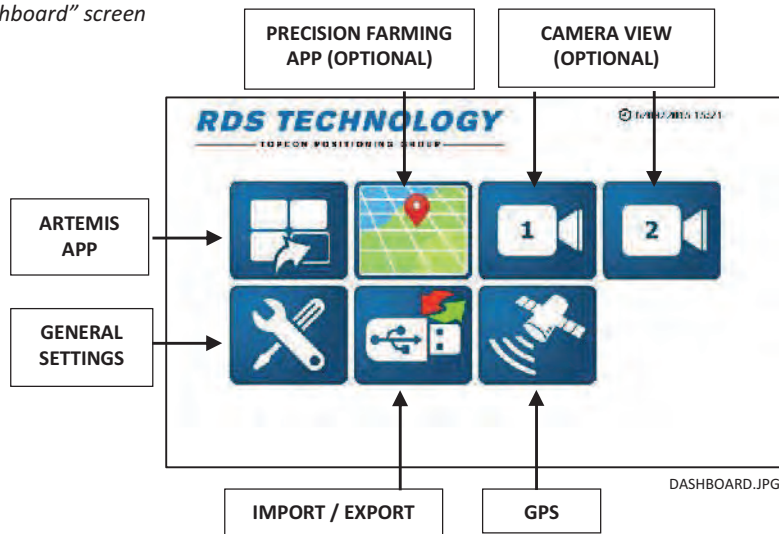 hboard" screen
PRECISION FARMING
APP (OPTIONAL)
CAMERA VIEW
(OPTIONAL)
RDS TECHNOLOGY
TOPCON POSITIONING GROUP
ARTEMIS
APP
1
2
GENERAL
SETTINGS
DASHBOARD.JPG
IMPORT / EXPORT
GPS